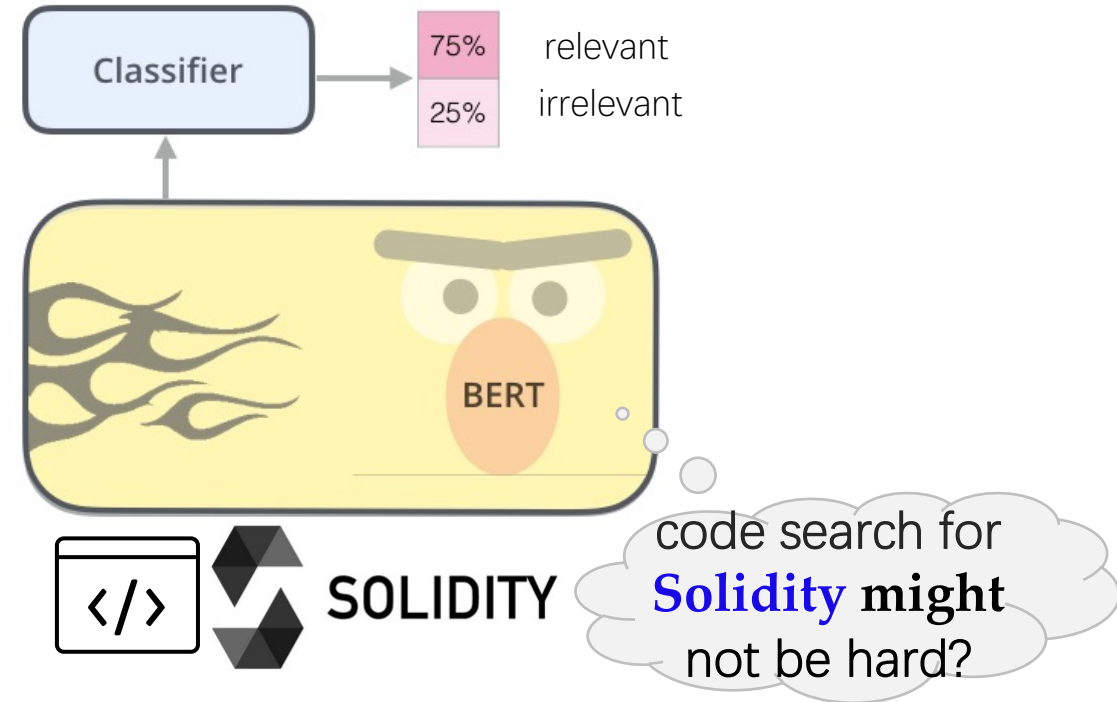 Classifier
75%
relevant
25%
irrelevant
BERT
</>
SOLIDITY
code search for
Solidity might
not be hard?